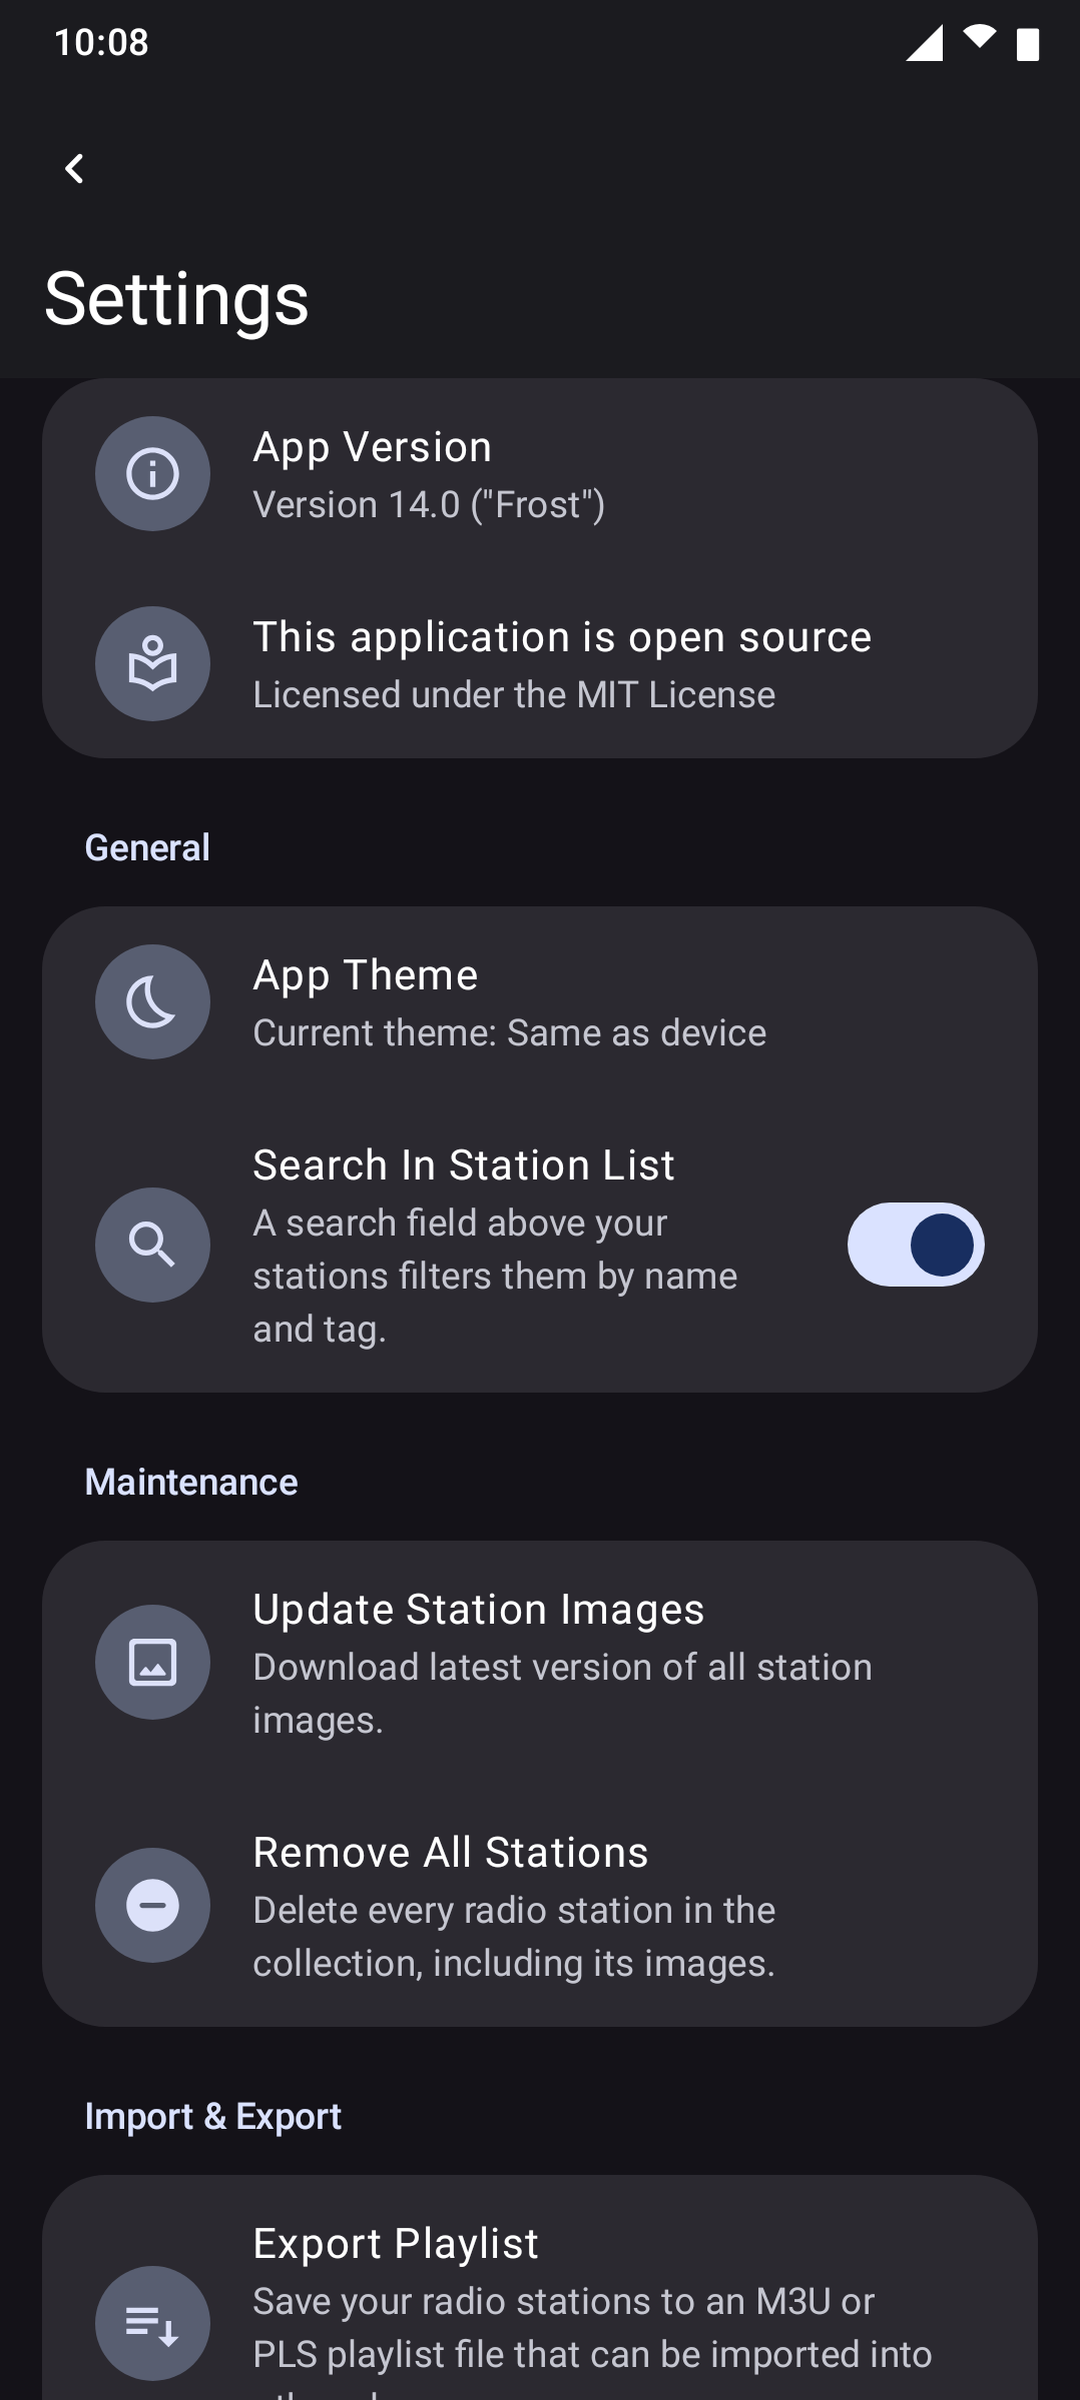 10:08
Settings
App Version
Version 14.0 ("Frost")
This application is open source
Licensed under the MIT License
General
App Theme
Current theme: Same as device
Search In Station List
A search field above your
stations filters them by name
and tag.
Maintenance
Update Station Images
Download latest version of all station
images.
Remove All Stations
Delete every radio station in the
collection, including its images.
Import & Export
Export Playlist
Save your radio stations to an M3U or
PLS playlist file that can be imported into